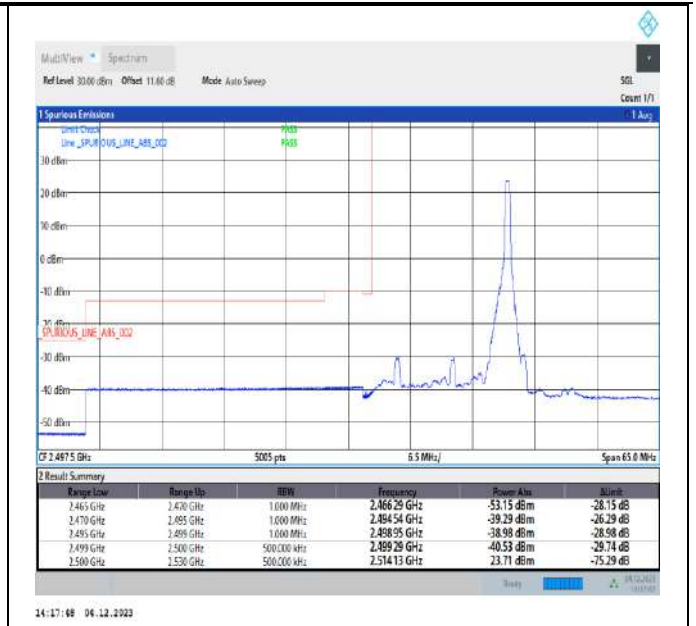 MultiView Spectrum
Ref Level 30.00 dBm Offset 11.60 dB Mode Auto Sweep SGL
Count 1/1
1 Spurious Emissions 1 Avg
Limit Check PASS
Line _SPURIOUS_LINE_ABS_002 PASS
30 dBm
20 dBm
10 dBm
0 dBm
-10 dBm
-20 dBm
_SPURIOUS_LINE_ABS_002
-30 dBm
-40 dBm
-50 dBm
CF 2.4975 GHz 5005 pts 6.5 MHz/ Span 65.0 MHz
2 Result Summary
Range Low Range Up RBW Frequency Power Abs ΔLimit
2.465 GHz 2.470 GHz 1.000 MHz 2.46629 GHz -53.15 dBm -28.15 dB
2.470 GHz 2.495 GHz 1.000 MHz 2.49454 GHz -39.29 dBm -26.29 dB
2.495 GHz 2.499 GHz 1.000 MHz 2.49895 GHz -38.98 dBm -28.98 dB
2.499 GHz 2.500 GHz 500.000 kHz 2.49929 GHz -40.53 dBm -29.74 dB
2.500 GHz 2.530 GHz 500.000 kHz 2.51413 GHz 23.71 dBm -75.29 dB
Ready 04.12.2023
14:17:48 04.12.2023